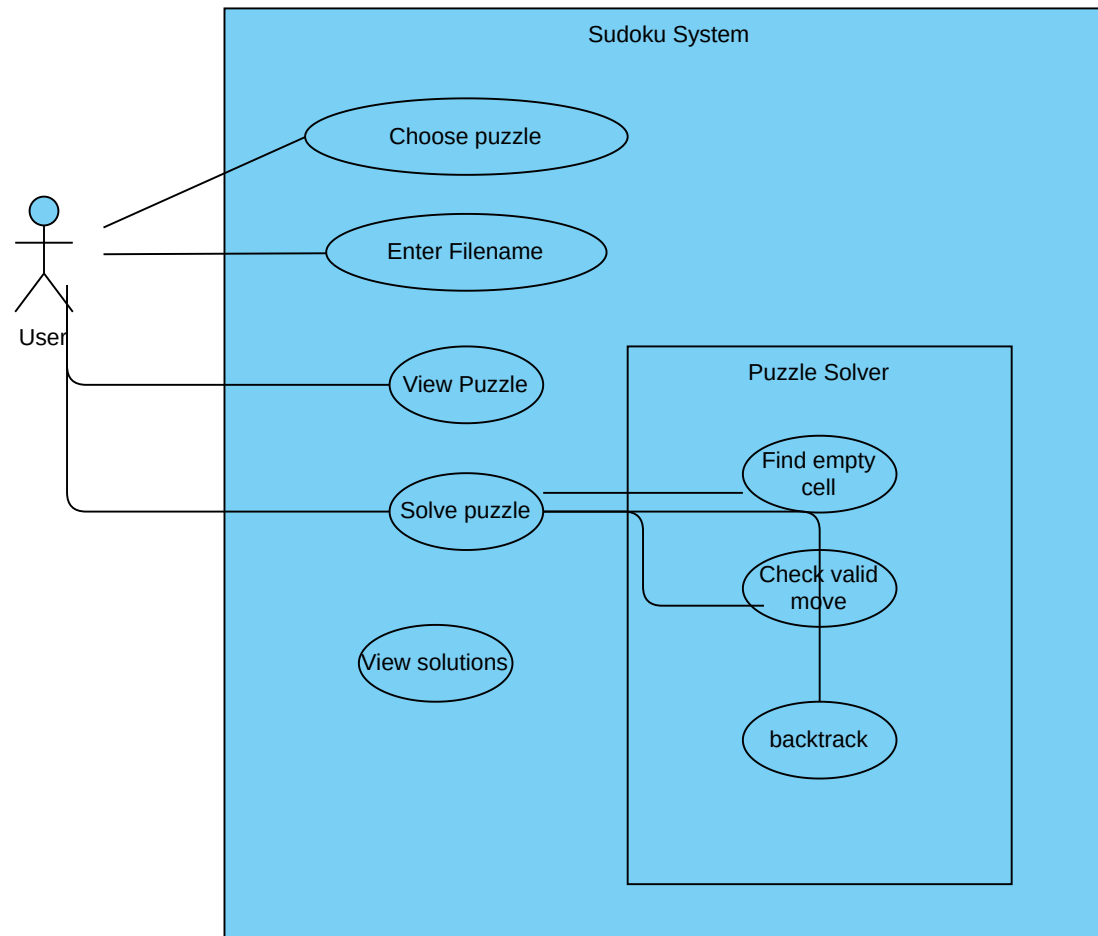 Sudoku System
Choose puzzle
Enter Filename
User
View Puzzle
Puzzle Solver
Find empty
cell
Solve puzzle
Check valid
move
View solutions
backtrack